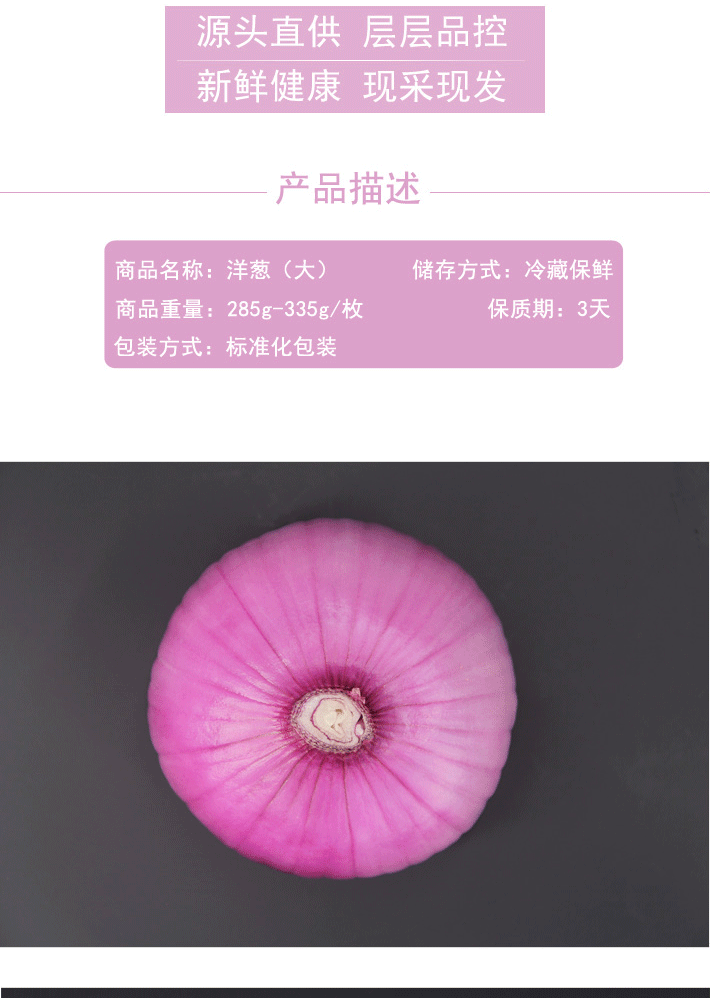 源头直供 层层品控
新鲜健康 现采现发
产品描述
商品名称：洋葱（大） 储存方式：冷藏保鲜
商品重量：285g-335g/枚 保质期：3天
包装方式：标准化包装